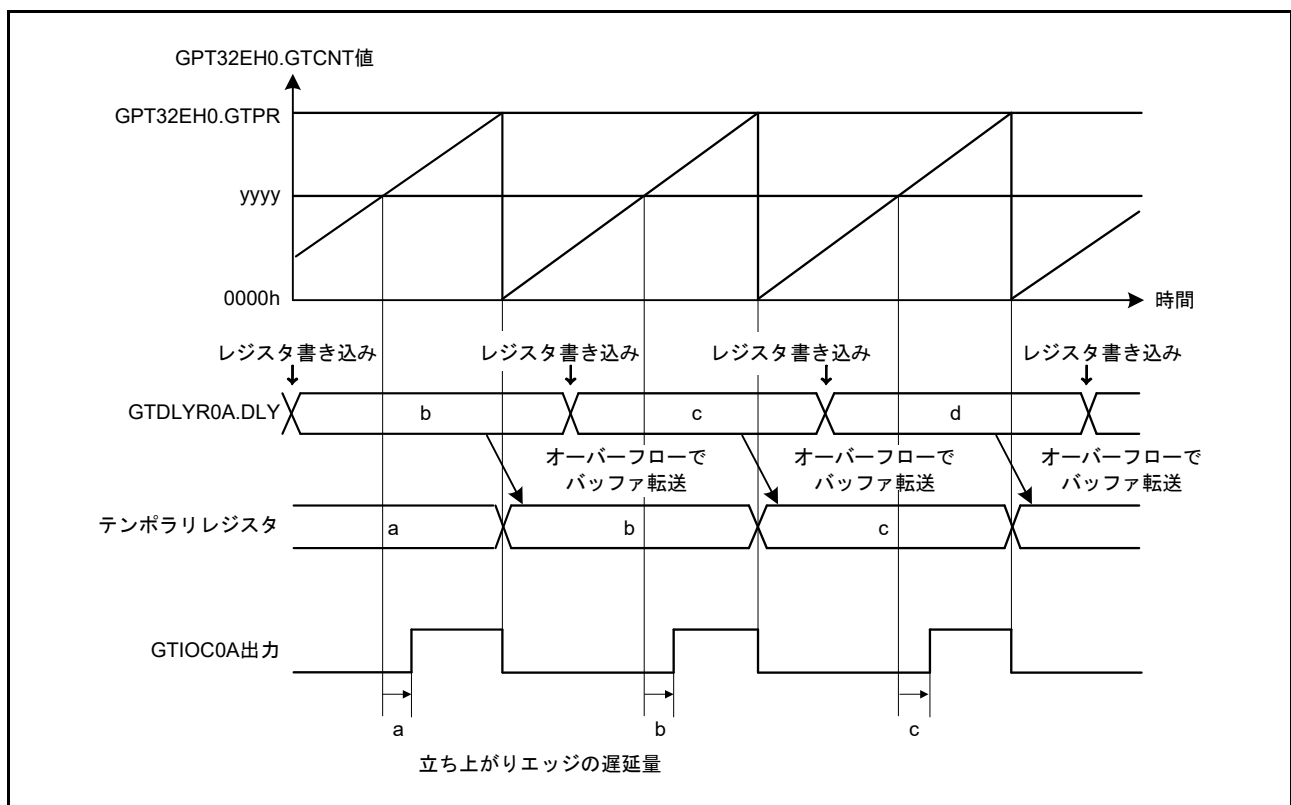 GPT32EH0.GTCNT値
GPT32EH0.GTPR
yyyy
0000h
時間
レジスタ書き込み レジスタ書き込み レジスタ書き込み レジスタ書き込み
GTDLYR0A.DLY b c d
オーバーフローで オーバーフローで オーバーフローで
バッファ転送 バッファ転送 バッファ転送
テンポラリレジスタ a b c
GTIOC0A出力
a b c
立ち上がりエッジの遅延量